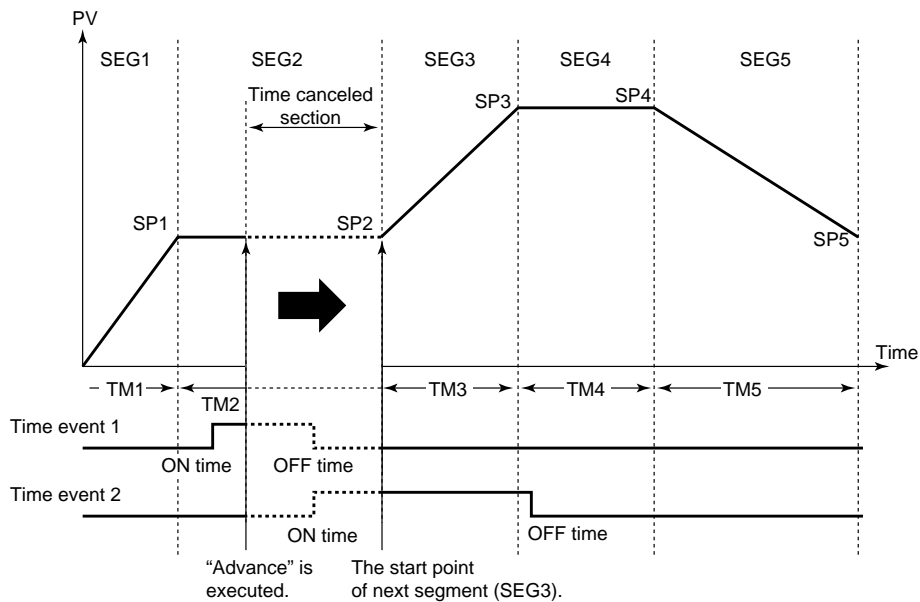 PV
SEG1
SEG2
SEG3
SEG4
SEG5
Time canceled
section
SP3
SP4
SP1
SP2
SP5
Time
TM1
TM2
TM3
TM4
TM5
Time event 1
ON time
OFF time
Time event 2
ON time
OFF time
“Advance” is
executed.
The start point
of next segment (SEG3).